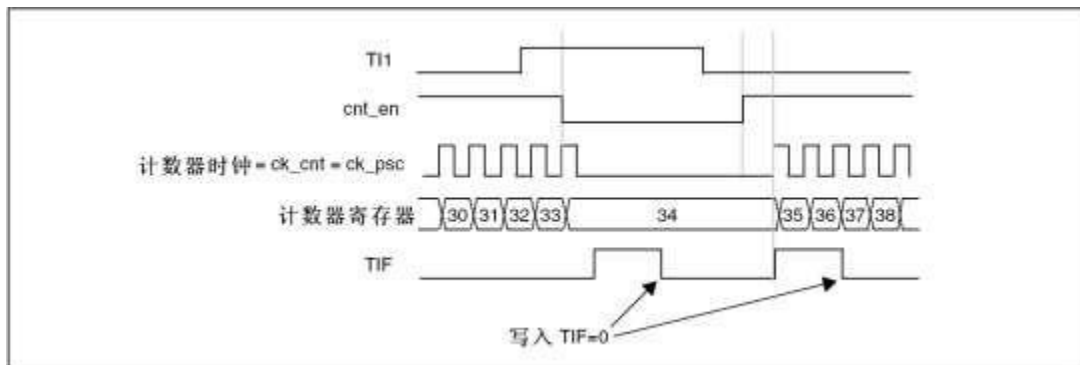 TI1
cnt_en
计数器时钟 = ck_cnt = ck_psc
计数器寄存器 30 31 32 33 34 35 36 37 38
TIF
写入 TIF=0